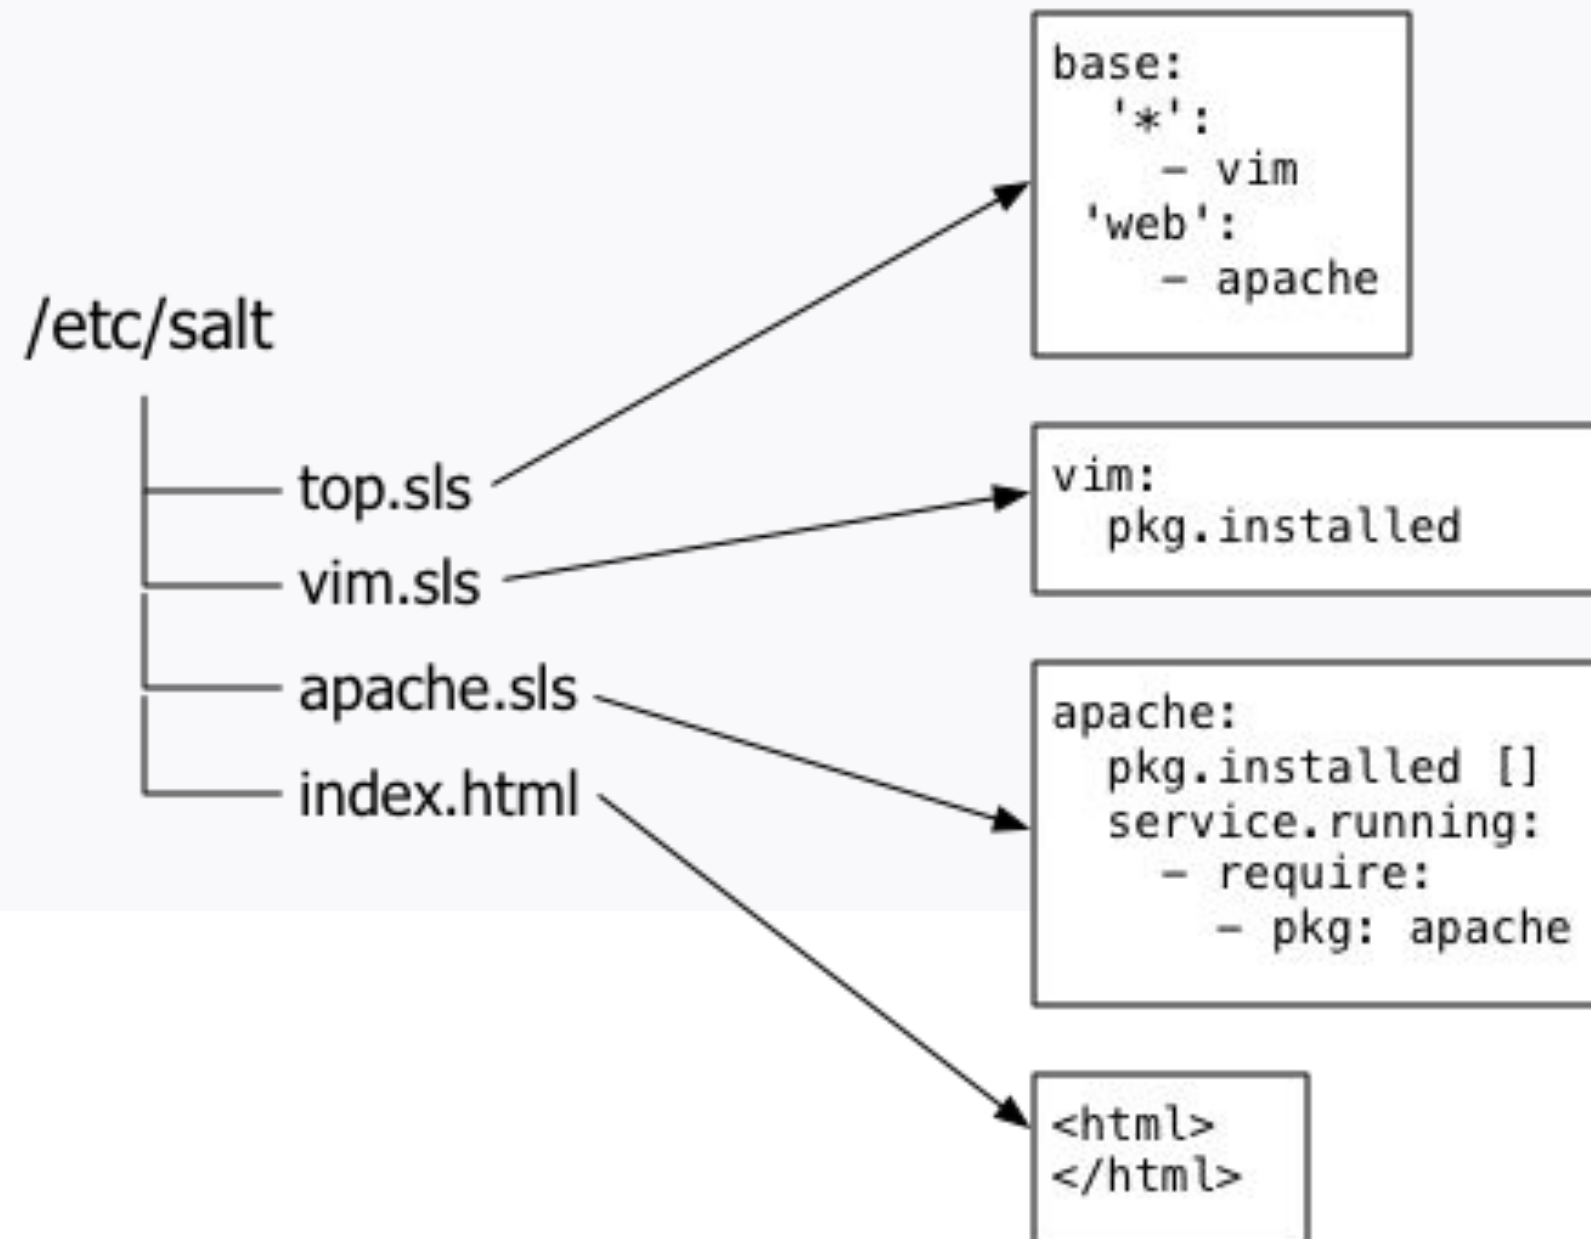 /etc/salt
top.sls
vim.sls
apache.sls
index.html
base:
'*':
– vim
'web':
– apache
vim:
pkg.installed
apache:
pkg.installed []
service.running:
– require:
– pkg: apache
<html>
</html>